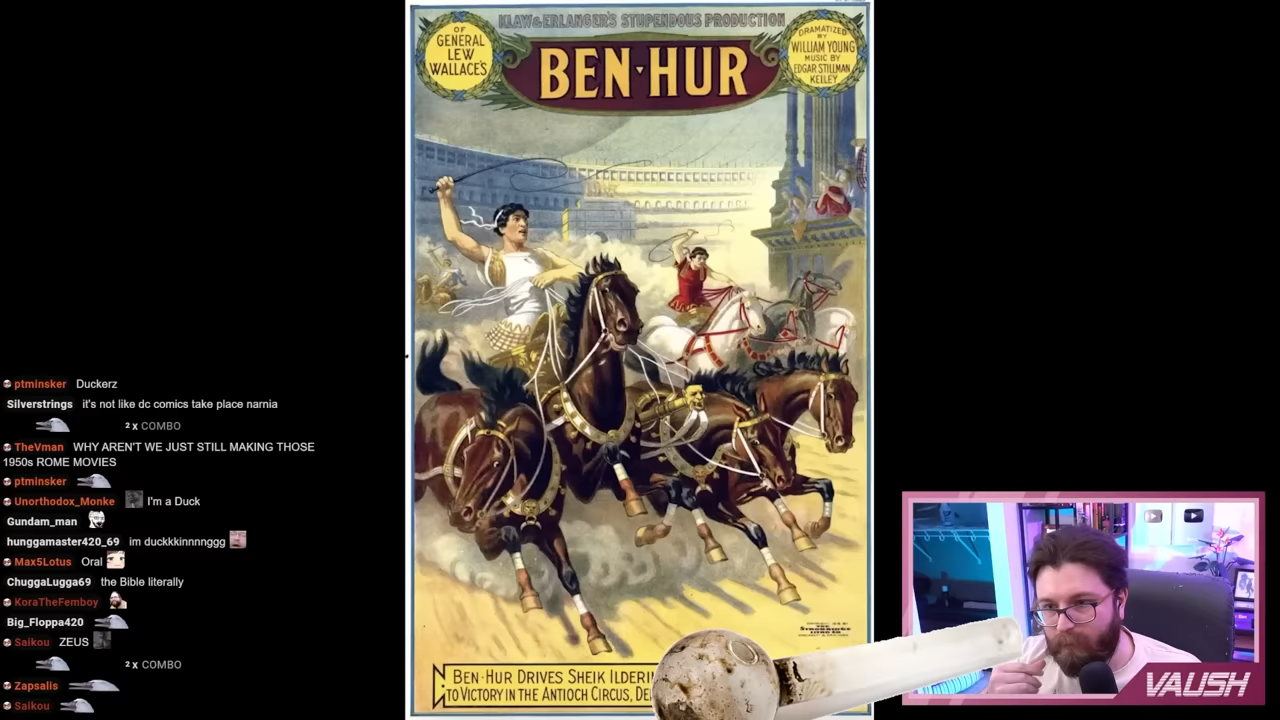 KLAW & ERLANGER'S STUPENDOUS PRODUCTION
OF
GENERAL
LEW
WALLACE'S
BEN-HUR
DRAMATIZED
BY
WILLIAM YOUNG
MUSIC BY
EDGAR STILLMAN
KELLEY
BEN-HUR DRIVES SHEIK ILDERI
TO VICTORY IN THE ANTIOCH CIRCUS, DE
ptminsker Duckerz
Silverstrings it's not like dc comics take place narnia
2 x COMBO
TheVman WHY AREN'T WE JUST STILL MAKING THOSE
1950s ROME MOVIES
ptminsker
Unorthodox_Monke I'm a Duck
Gundam_man
hunggamaster420_69 im duckkkinnnnggg
Max5Lotus Oral
ChuggaLugga69 the Bible literally
KoraTheFemboy
Big_Floppa420
Saikou ZEUS
2 x COMBO
Zapsalis
Saikou
VAUSH